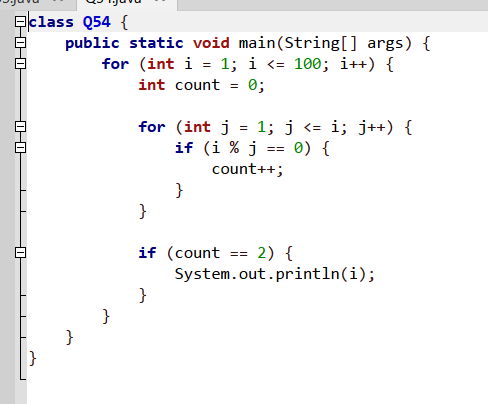 class Q54 {
    public static void main(String[] args) {
        for (int i = 1; i <= 100; i++) {
            int count = 0;

            for (int j = 1; j <= i; j++) {
                if (i % j == 0) {
                    count++;
                }
            }

            if (count == 2) {
                System.out.println(i);
            }
        }
    }
}